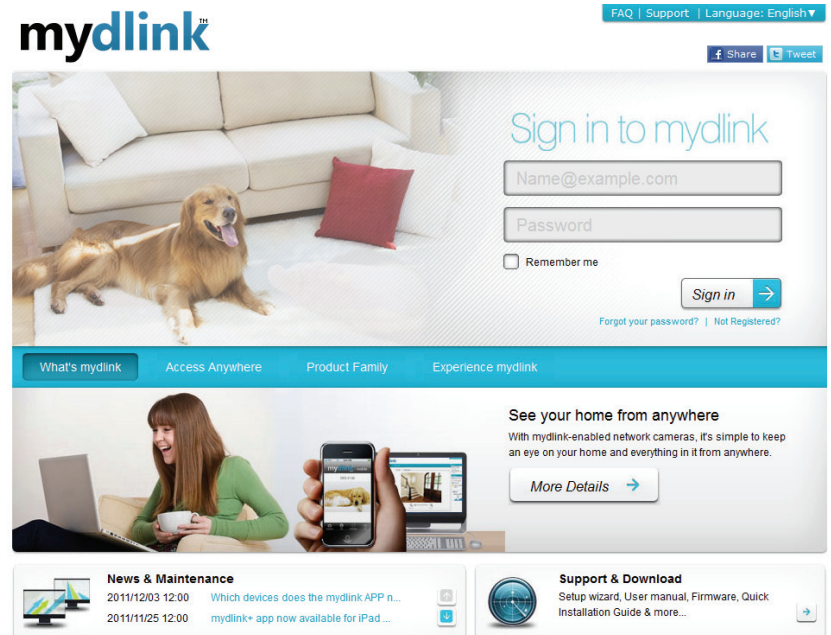 FAQ | Support | Language: English▼
mydlink™
Share Tweet
Sign in to mydlink
Name@example.com
Password
Remember me
Sign in
Forgot your password? | Not Registered?
What's mydlink Access Anywhere Product Family Experience mydlink
See your home from anywhere
With mydlink-enabled network cameras, it's simple to keep
an eye on your home and everything in it from anywhere.
More Details
News & Maintenance
2011/12/03 12:00 Which devices does the mydlink APP n...
2011/11/25 12:00 mydlink+ app now available for iPad ...
Support & Download
Setup wizard, User manual, Firmware, Quick
Installation Guide & more...